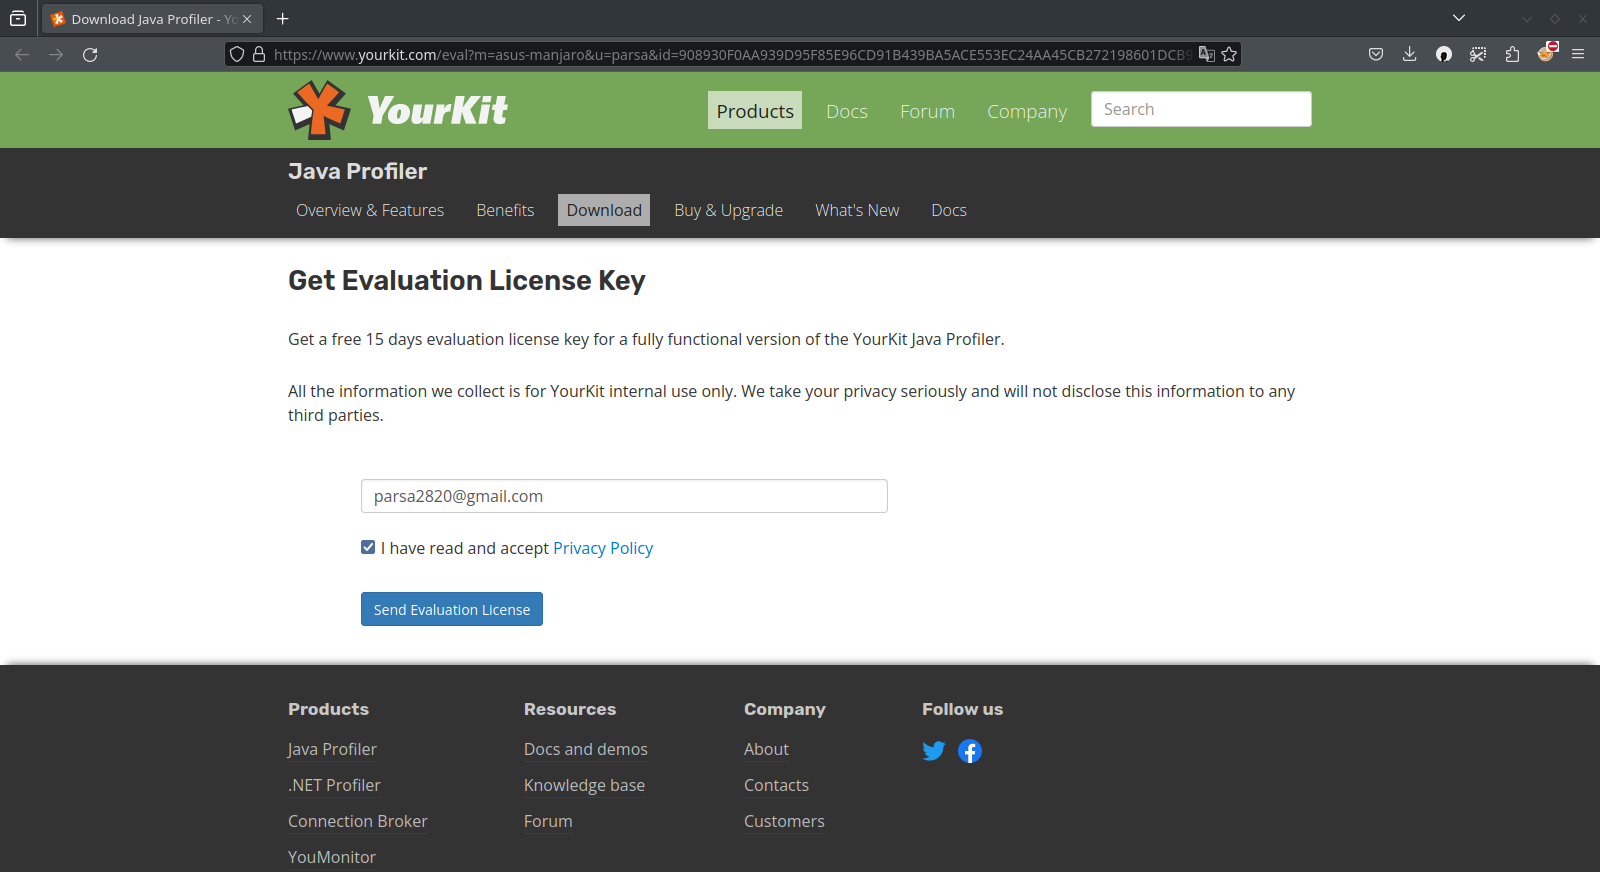 Download Java Profiler - Yo
https://www.yourkit.com/eval?m=asus-manjaro&u=parsa&id=908930F0AA939D95F85E96CD91B439BA5ACE553EC24AA45CB272198601DCB9
YourKit
Products Docs Forum Company Search
Java Profiler
Overview & Features Benefits Download Buy & Upgrade What's New Docs
Get Evaluation License Key
Get a free 15 days evaluation license key for a fully functional version of the YourKit Java Profiler.
All the information we collect is for YourKit internal use only. We take your privacy seriously and will not disclose this information to any
third parties.
parsa2820@gmail.com
I have read and accept Privacy Policy
Send Evaluation License
Products Resources Company Follow us
Java Profiler Docs and demos About
.NET Profiler Knowledge base Contacts
Connection Broker Forum Customers
YouMonitor